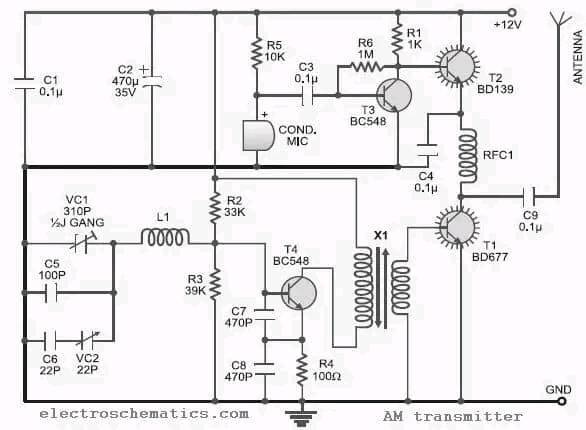 +12V
ANTENNA
R1
1K
R6
1M
R5
10K
C3
0.1µ
T2
BD139
C1
0.1µ
C2
470µ
35V
+
T3
BC548
+
COND.
MIC
RFC1
C4
0.1µ
VC1
310P
½J GANG
L1
R2
33K
X1
C9
0.1µ
T1
BD677
T4
BC548
C5
100P
R3
39K
C7
470P
C6
22P
VC2
22P
C8
470P
R4
100Ω
GND
electroschematics.com
AM transmitter